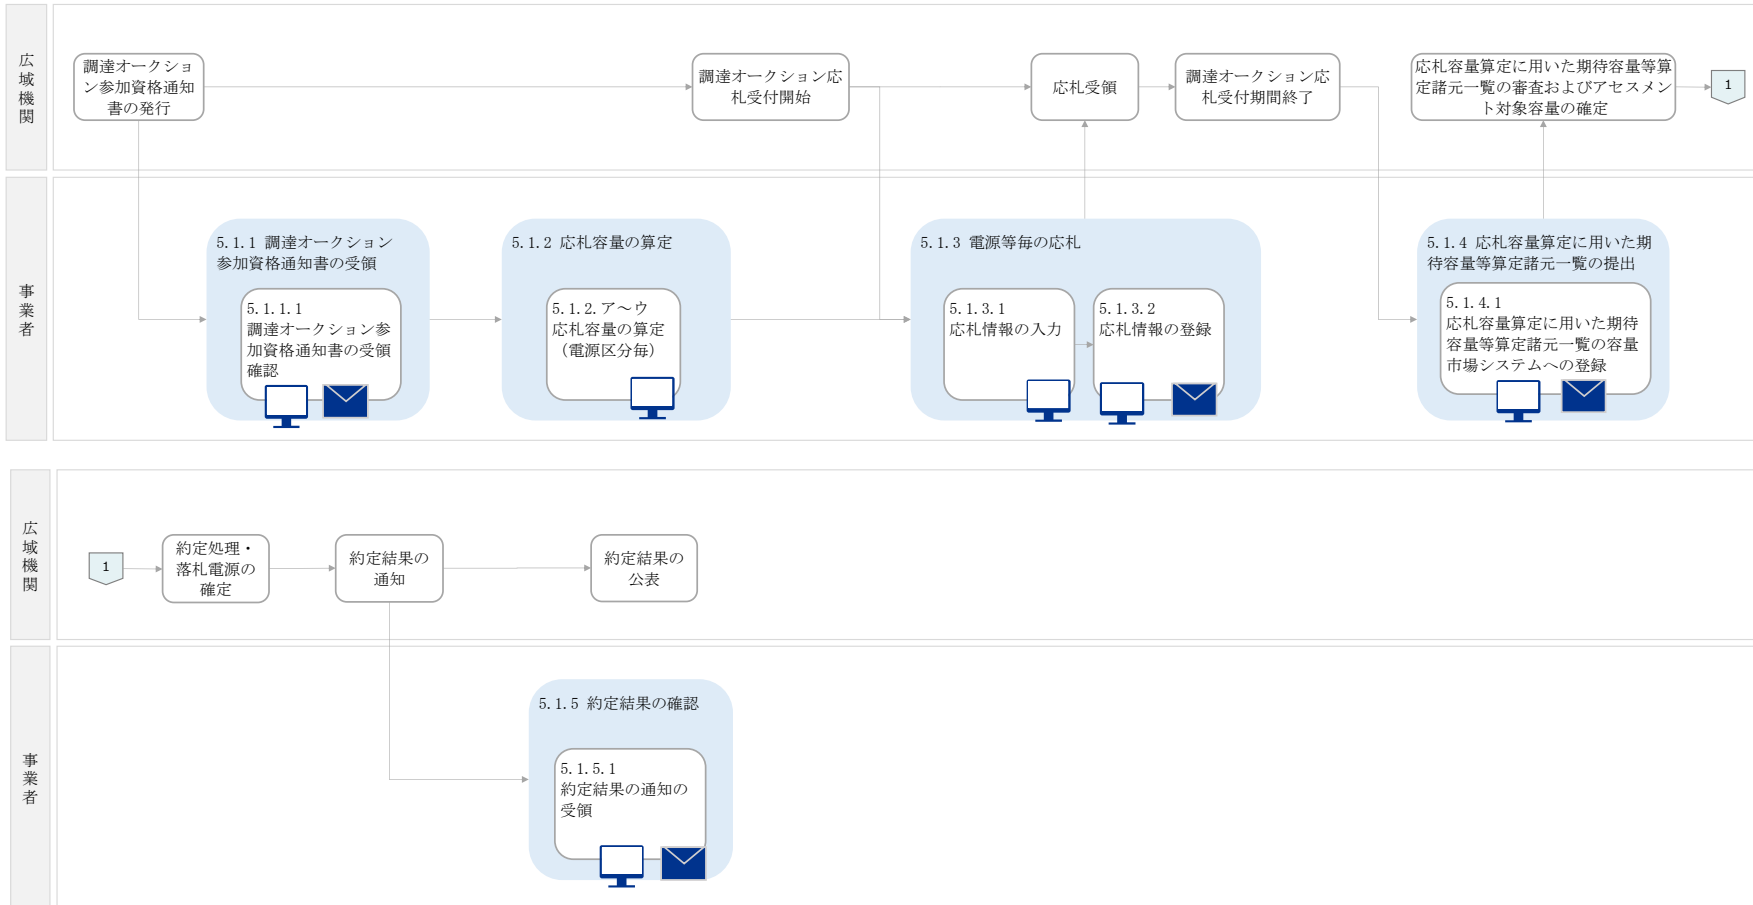 広域機関
調達オークショ
ン参加資格通知
書の発行
調達オークション応
札受付開始
応札受領
調達オークション応
札受付期間終了
応札容量算定に用いた期待容量等算
定諸元一覧の審査およびアセスメン
ト対象容量の確定
1
事業者
5.1.1 調達オークション
参加資格通知書の受領
5.1.1.1
調達オークション参
加資格通知書の受領
確認
5.1.2 応札容量の算定
5.1.2.ア～ウ
応札容量の算定
（電源区分毎）
5.1.3 電源等毎の応札
5.1.3.1
応札情報の入力
5.1.3.2
応札情報の登録
5.1.4 応札容量算定に用いた期
待容量等算定諸元一覧の提出
5.1.4.1
応札容量算定に用いた期待
容量等算定諸元一覧の容量
市場システムへの登録
広域機関
1
約定処理・
落札電源の
確定
約定結果の
通知
約定結果の
公表
事業者
5.1.5 約定結果の確認
5.1.5.1
約定結果の通知の
受領